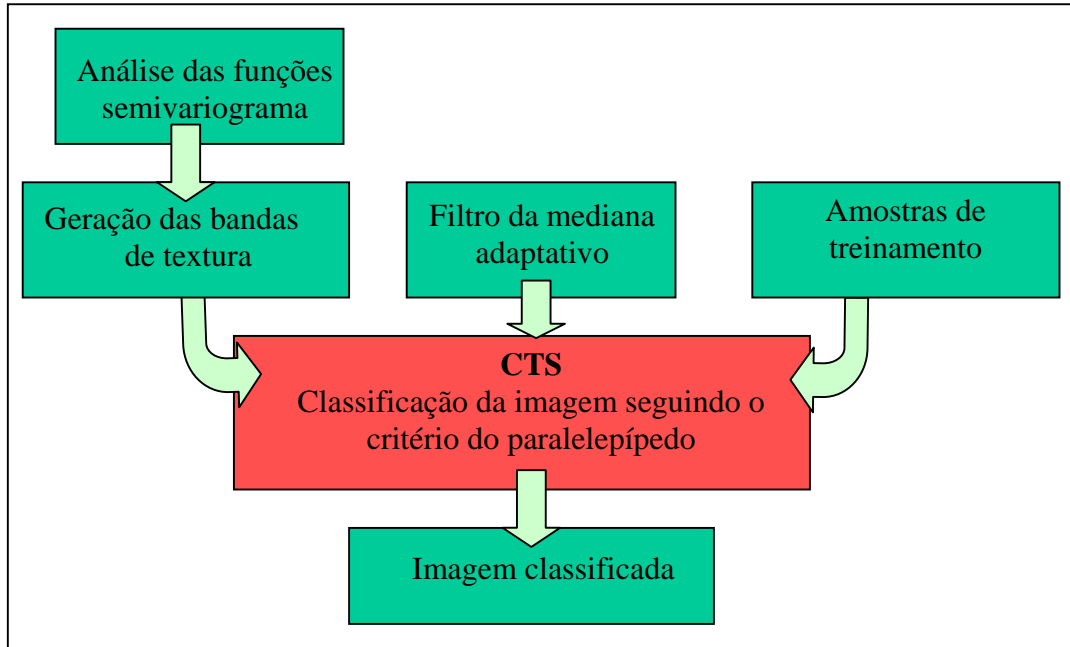 Análise das funções
semivariograma
Geração das bandas
de textura
Filtro da mediana
adaptativo
Amostras de
treinamento
CTS
Classificação da imagem seguindo o
critério do paralelepípedo
Imagem classificada